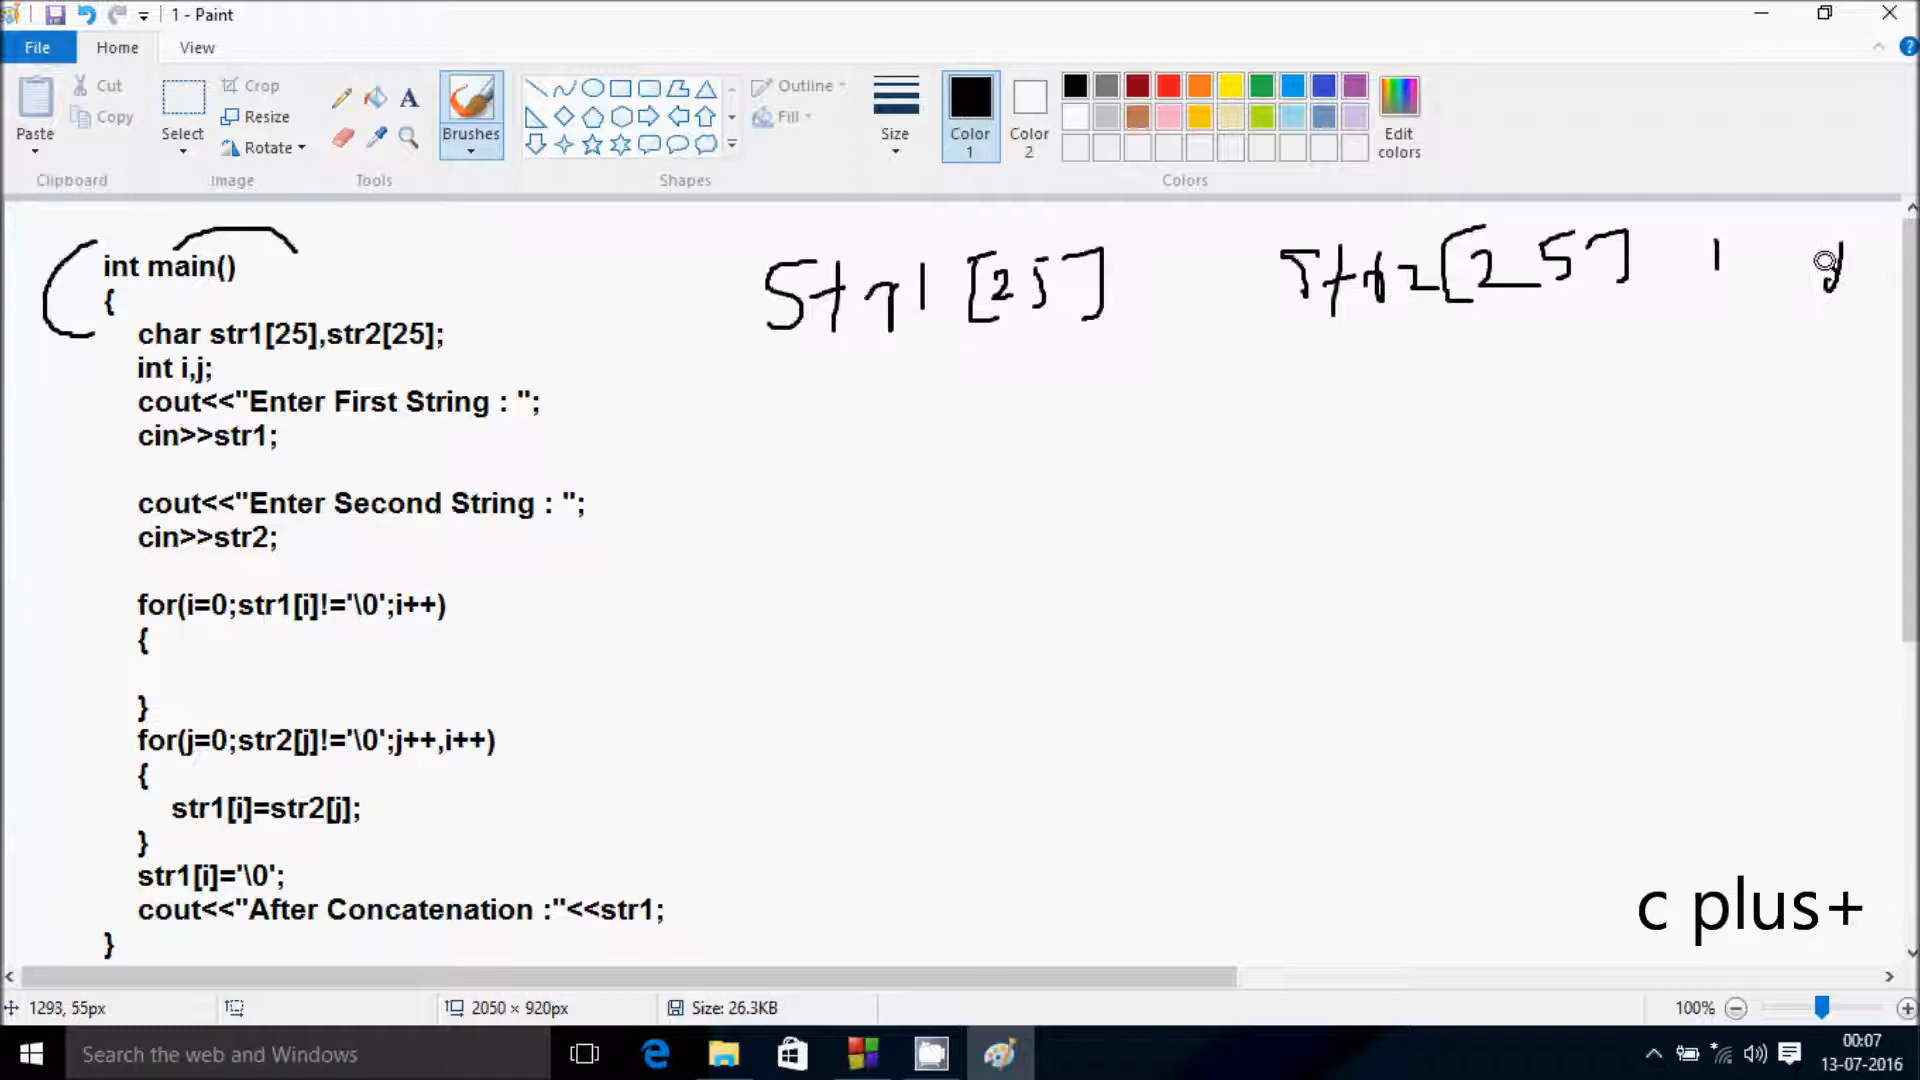 1 - Paint
File Home View
Paste Cut Copy Select Crop Resize Rotate Brushes Outline Fill Size Color 1 Color 2 Edit colors
Clipboard Image Tools Shapes Colors
int main()
{
char str1[25],str2[25];
int i,j;
cout<<"Enter First String : ";
cin>>str1;
cout<<"Enter Second String : ";
cin>>str2;
for(i=0;str1[i]!='\0';i++)
{
}
for(j=0;str2[j]!='\0';j++,i++)
{
str1[i]=str2[j];
}
str1[i]='\0';
cout<<"After Concatenation :"<<str1;
}
Str1 [25] Str2[25] i
c plus+
1293, 55px 2050 × 920px Size: 26.3KB 100%
Search the web and Windows
00:07
13-07-2016